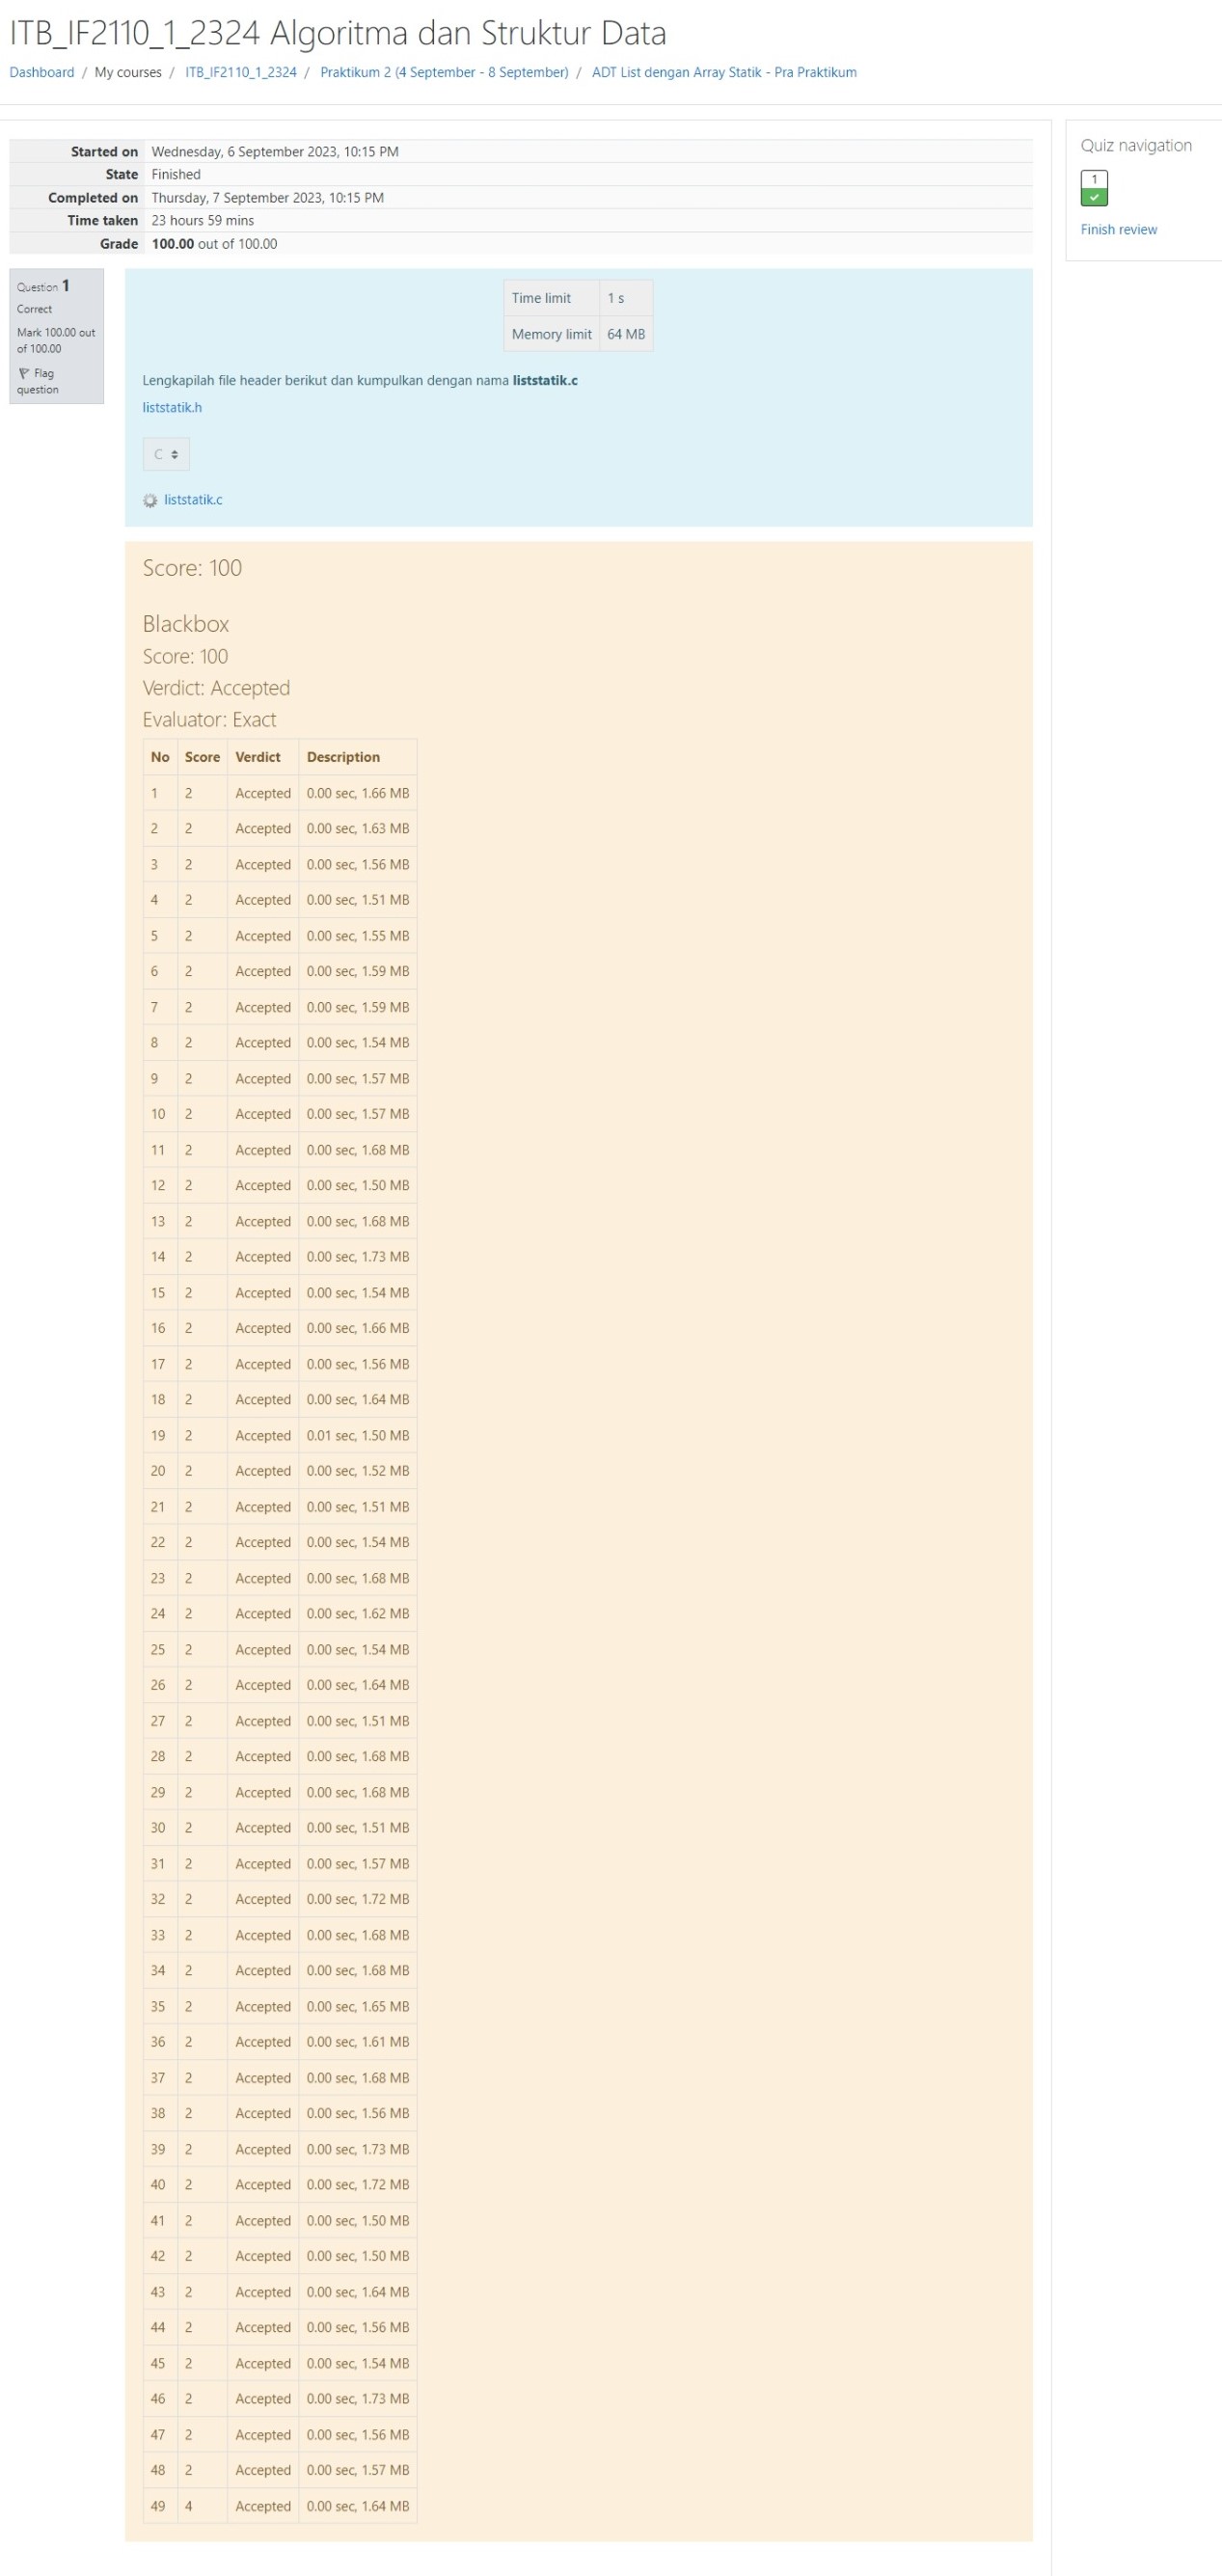 ITB_IF2110_1_2324 Algoritma dan Struktur Data
Dashboard / My courses / ITB_IF2110_1_2324 / Praktikum 2 (4 September - 8 September) / ADT List dengan Array Statik - Pra Praktikum
Started on Wednesday, 6 September 2023, 10:15 PM
State Finished
Completed on Thursday, 7 September 2023, 10:15 PM
Time taken 23 hours 59 mins
Grade 100.00 out of 100.00
Quiz navigation
1
Finish review
Question 1
Correct
Mark 100.00 out
of 100.00
Flag
question
Time limit 1 s
Memory limit 64 MB
Lengkapilah file header berikut dan kumpulkan dengan nama liststatik.c
liststatik.h
C
liststatik.c
Score: 100
Blackbox
Score: 100
Verdict: Accepted
Evaluator: Exact
No Score Verdict Description
1 2 Accepted 0.00 sec, 1.66 MB
2 2 Accepted 0.00 sec, 1.63 MB
3 2 Accepted 0.00 sec, 1.56 MB
4 2 Accepted 0.00 sec, 1.51 MB
5 2 Accepted 0.00 sec, 1.55 MB
6 2 Accepted 0.00 sec, 1.59 MB
7 2 Accepted 0.00 sec, 1.59 MB
8 2 Accepted 0.00 sec, 1.54 MB
9 2 Accepted 0.00 sec, 1.57 MB
10 2 Accepted 0.00 sec, 1.57 MB
11 2 Accepted 0.00 sec, 1.68 MB
12 2 Accepted 0.00 sec, 1.50 MB
13 2 Accepted 0.00 sec, 1.68 MB
14 2 Accepted 0.00 sec, 1.73 MB
15 2 Accepted 0.00 sec, 1.54 MB
16 2 Accepted 0.00 sec, 1.66 MB
17 2 Accepted 0.00 sec, 1.56 MB
18 2 Accepted 0.00 sec, 1.64 MB
19 2 Accepted 0.01 sec, 1.50 MB
20 2 Accepted 0.00 sec, 1.52 MB
21 2 Accepted 0.00 sec, 1.51 MB
22 2 Accepted 0.00 sec, 1.54 MB
23 2 Accepted 0.00 sec, 1.68 MB
24 2 Accepted 0.00 sec, 1.62 MB
25 2 Accepted 0.00 sec, 1.54 MB
26 2 Accepted 0.00 sec, 1.64 MB
27 2 Accepted 0.00 sec, 1.51 MB
28 2 Accepted 0.00 sec, 1.68 MB
29 2 Accepted 0.00 sec, 1.68 MB
30 2 Accepted 0.00 sec, 1.51 MB
31 2 Accepted 0.00 sec, 1.57 MB
32 2 Accepted 0.00 sec, 1.72 MB
33 2 Accepted 0.00 sec, 1.68 MB
34 2 Accepted 0.00 sec, 1.68 MB
35 2 Accepted 0.00 sec, 1.65 MB
36 2 Accepted 0.00 sec, 1.61 MB
37 2 Accepted 0.00 sec, 1.68 MB
38 2 Accepted 0.00 sec, 1.56 MB
39 2 Accepted 0.00 sec, 1.73 MB
40 2 Accepted 0.00 sec, 1.72 MB
41 2 Accepted 0.00 sec, 1.50 MB
42 2 Accepted 0.00 sec, 1.50 MB
43 2 Accepted 0.00 sec, 1.64 MB
44 2 Accepted 0.00 sec, 1.56 MB
45 2 Accepted 0.00 sec, 1.54 MB
46 2 Accepted 0.00 sec, 1.73 MB
47 2 Accepted 0.00 sec, 1.56 MB
48 2 Accepted 0.00 sec, 1.57 MB
49 4 Accepted 0.00 sec, 1.64 MB